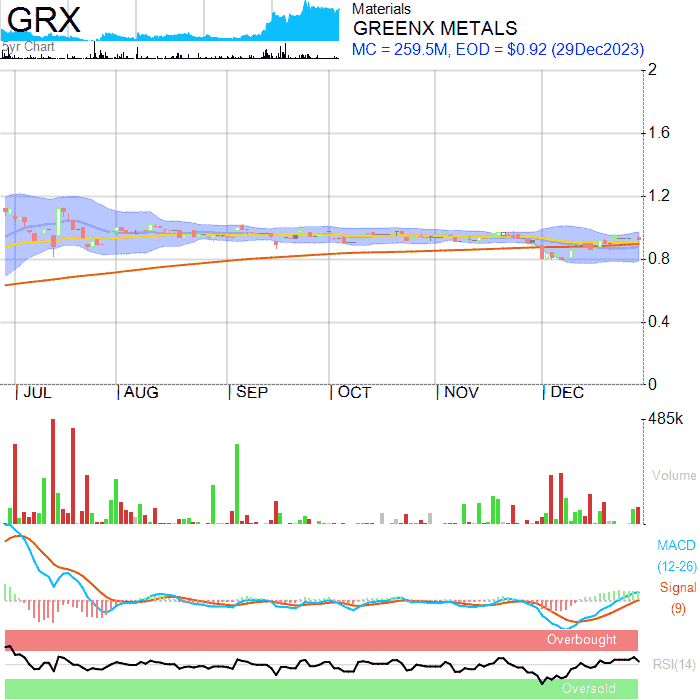 GRX
5yr Chart
Materials
GREENX METALS
MC = 259.5M, EOD = $0.92 (29Dec2023)
2
1.6
1.2
0.8
0.4
0
JUL AUG SEP OCT NOV DEC
485k
Volume
MACD
(12-26)
Signal
(9)
Overbought
RSI(14)
Oversold